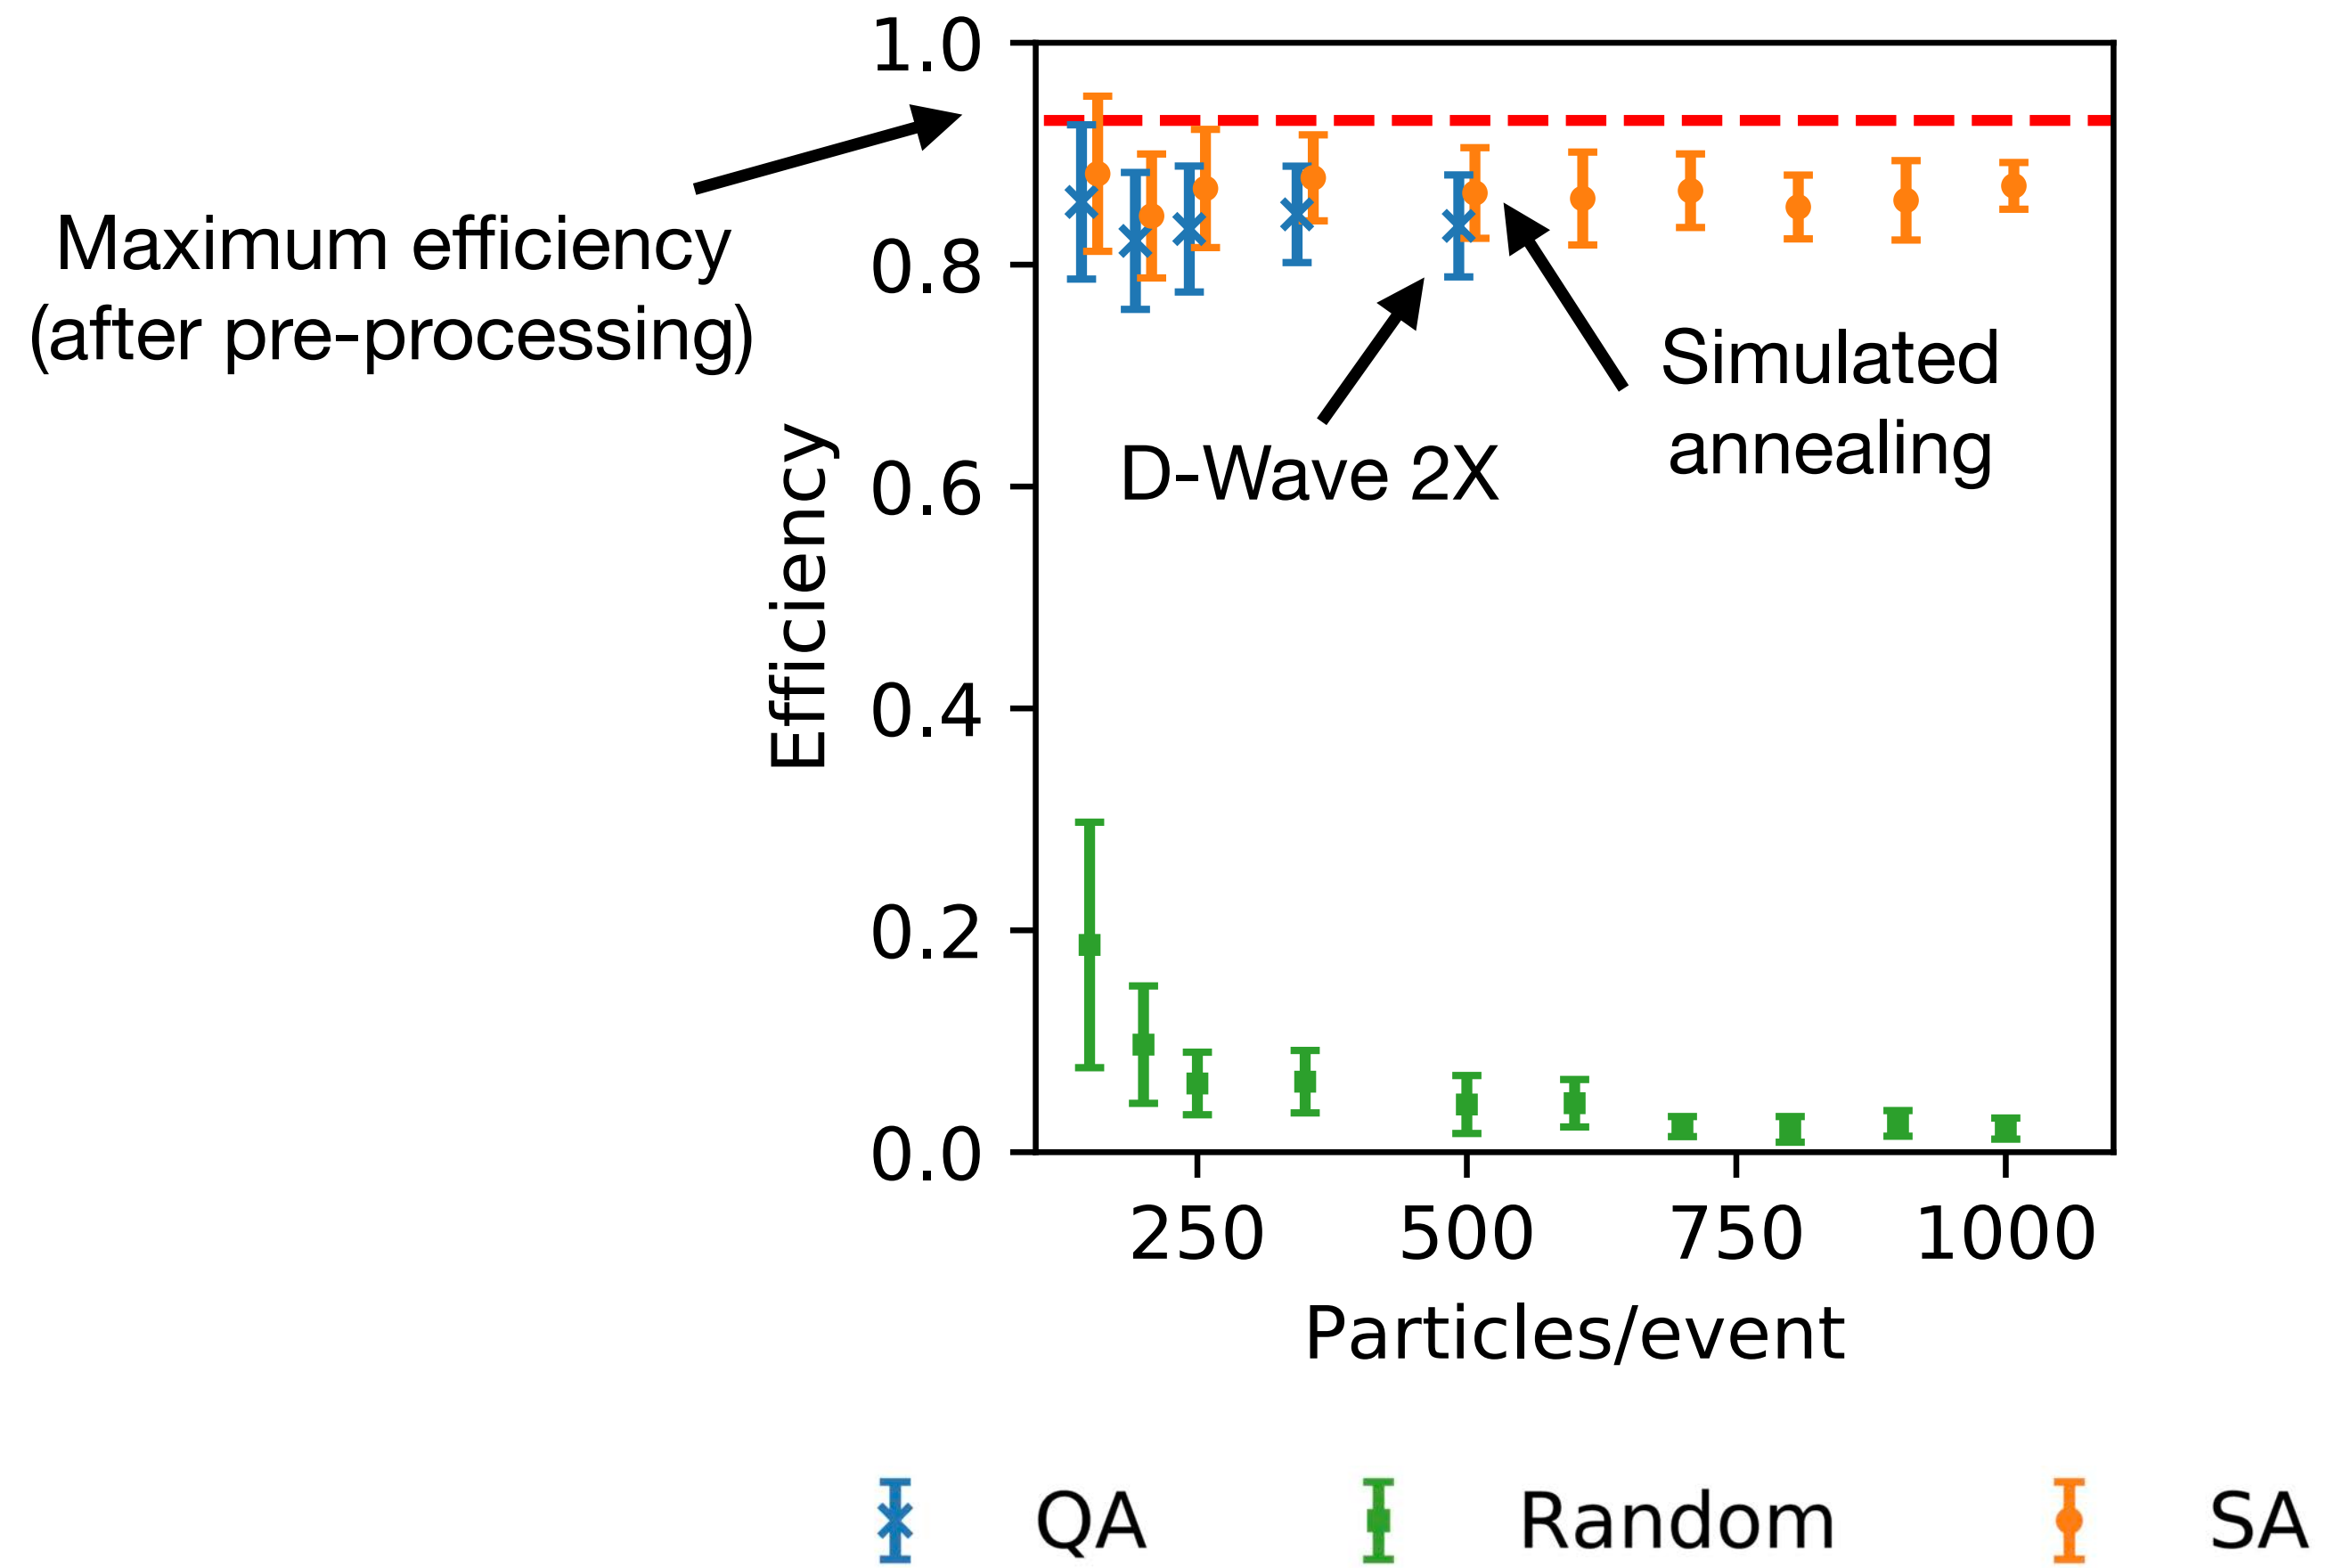 1.0
Maximum efficiency
(after pre-processing)
0.8
Simulated
annealing
D-Wave 2X
0.6
Efficiency
0.4
0.2
0.0
250 500 750 1000
Particles/event
QA Random SA